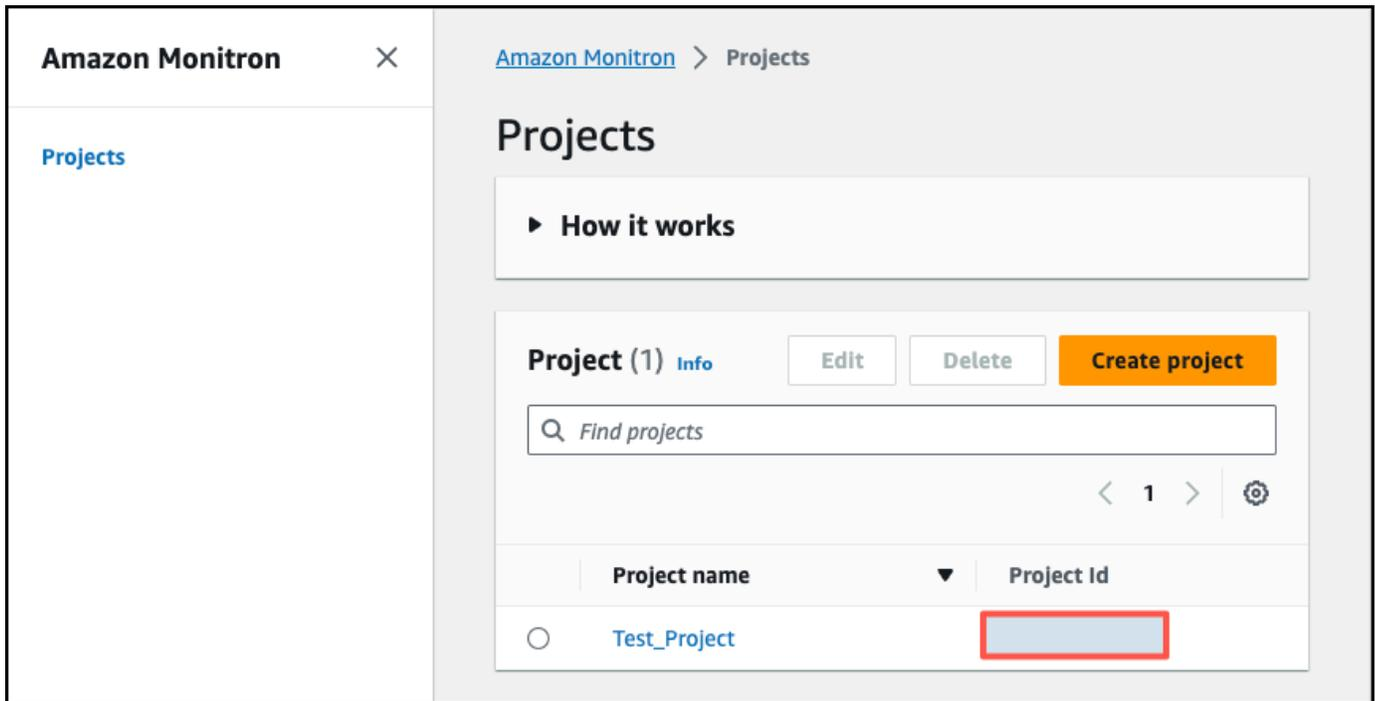 Amazon Monitron
Projects
Amazon Monitron > Projects
Projects
How it works
Project (1) Info
Edit
Delete
Create project
Find projects
1
Project name
Project Id
Test_Project